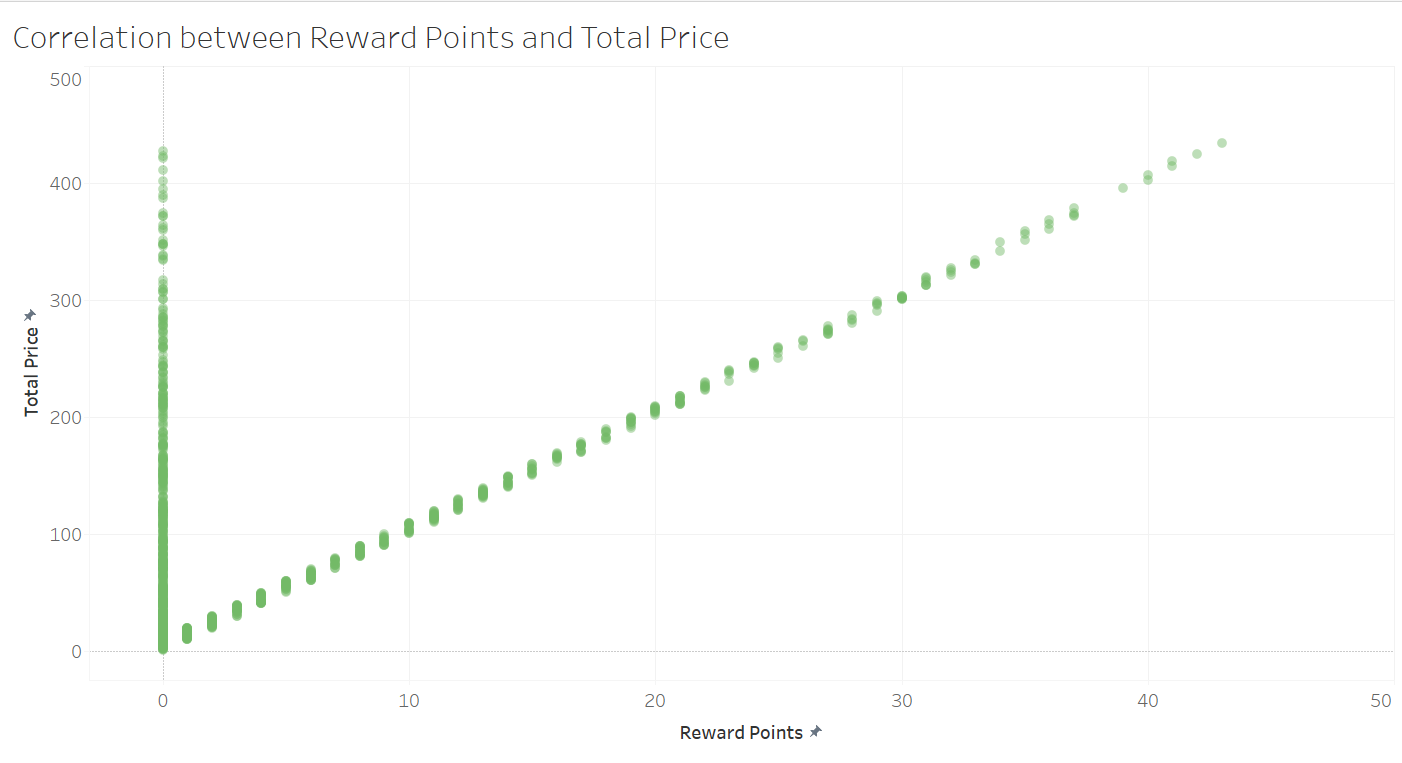 Correlation between Reward Points and Total Price
500
400
300
200
100
0
Total Price
0 10 20 30 40 50
Reward Points